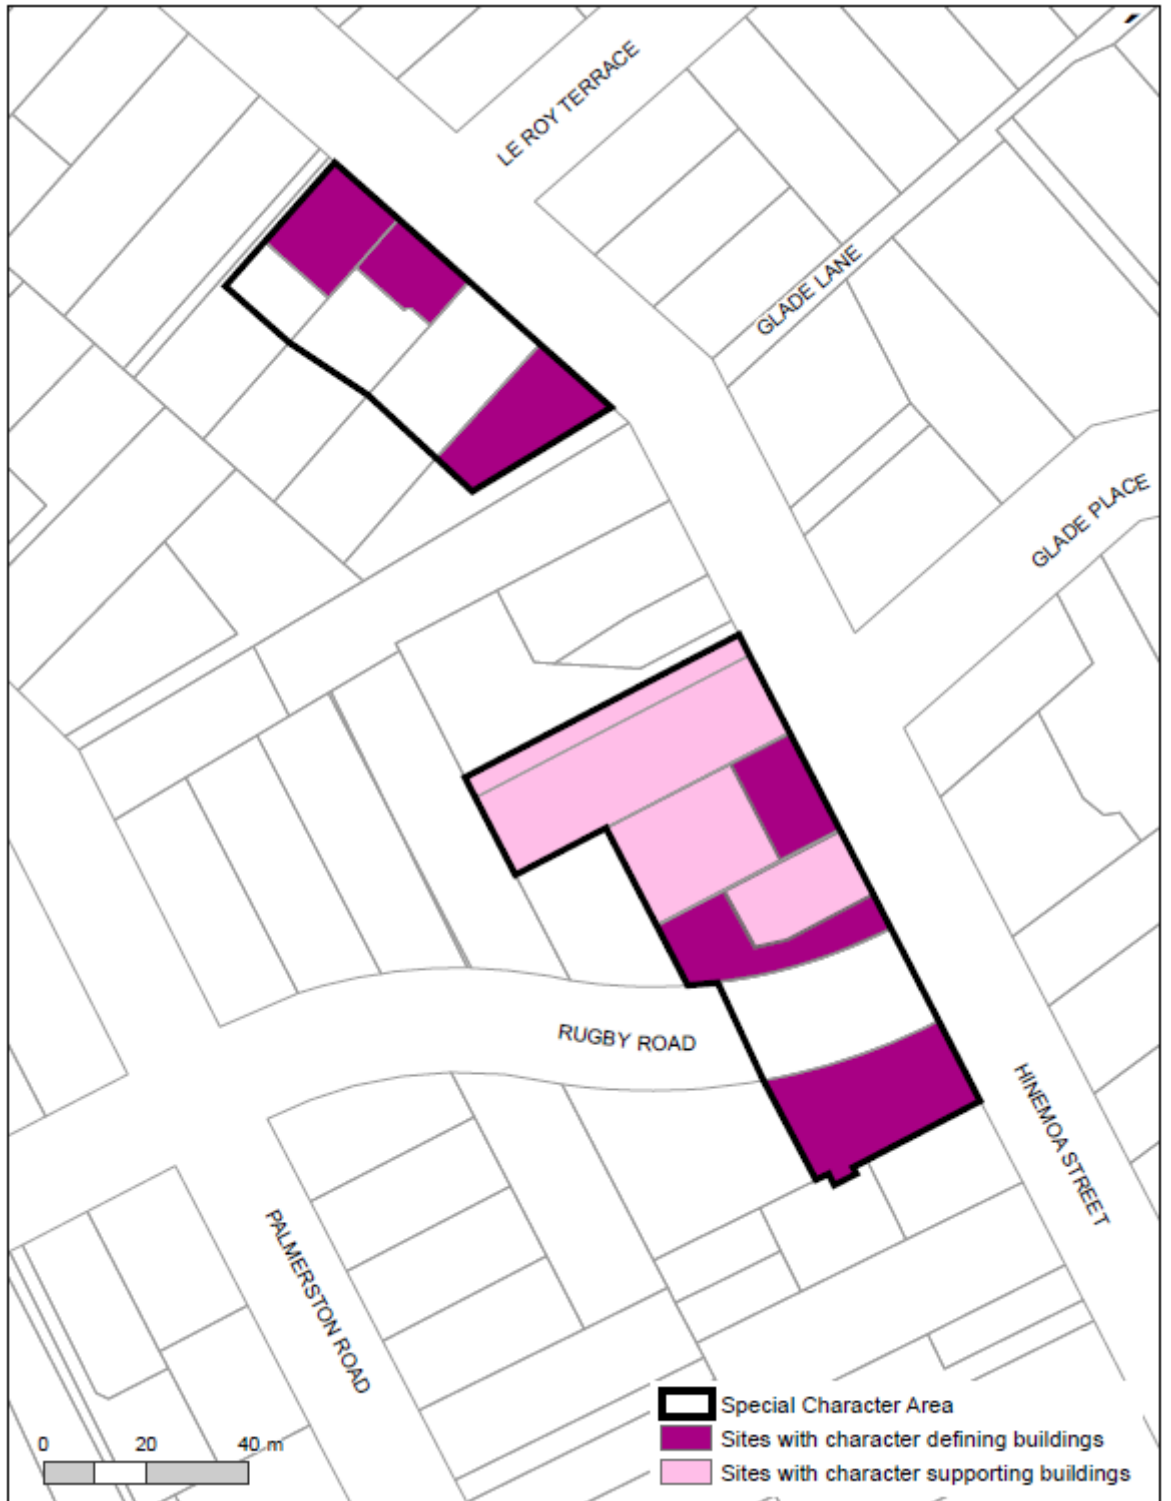 LE ROY TERRACE
GLADE LANE
GLADE PLACE
RUGBY ROAD
HINEMOA STREET
PALMERSTON ROAD
0 20 40 m
Special Character Area
Sites with character defining buildings
Sites with character supporting buildings